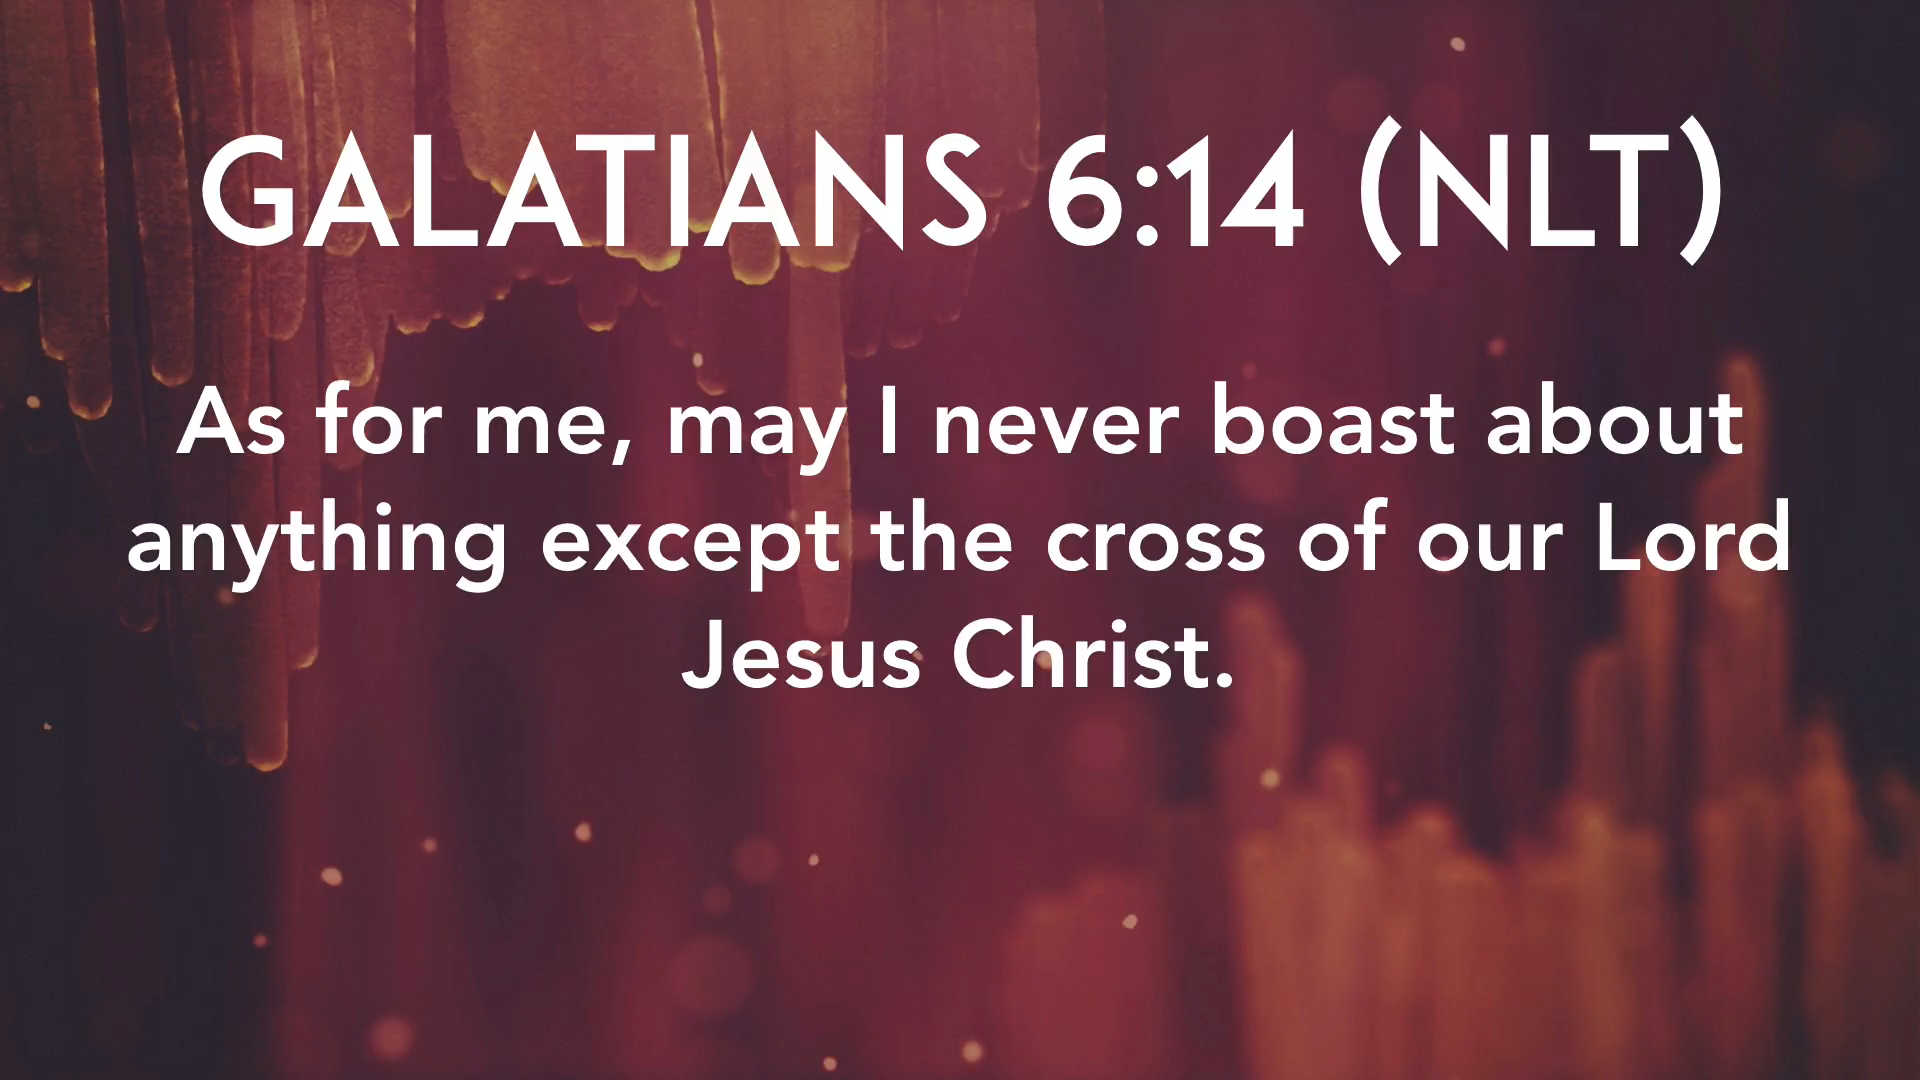 GALATIANS 6:14 (NLT)
As for me, may I never boast about
anything except the cross of our Lord
Jesus Christ.